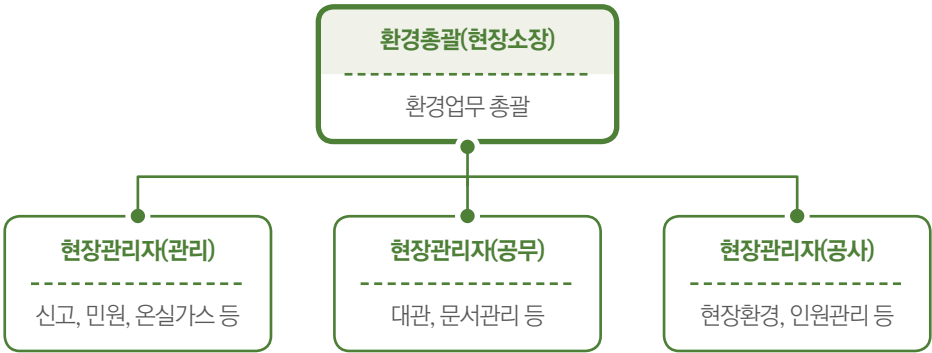 환경총괄(현장소장)
환경업무 총괄
현장관리자(관리)
신고, 민원, 온실가스 등
현장관리자(공무)
대관, 문서관리 등
현장관리자(공사)
현장환경, 인원관리 등